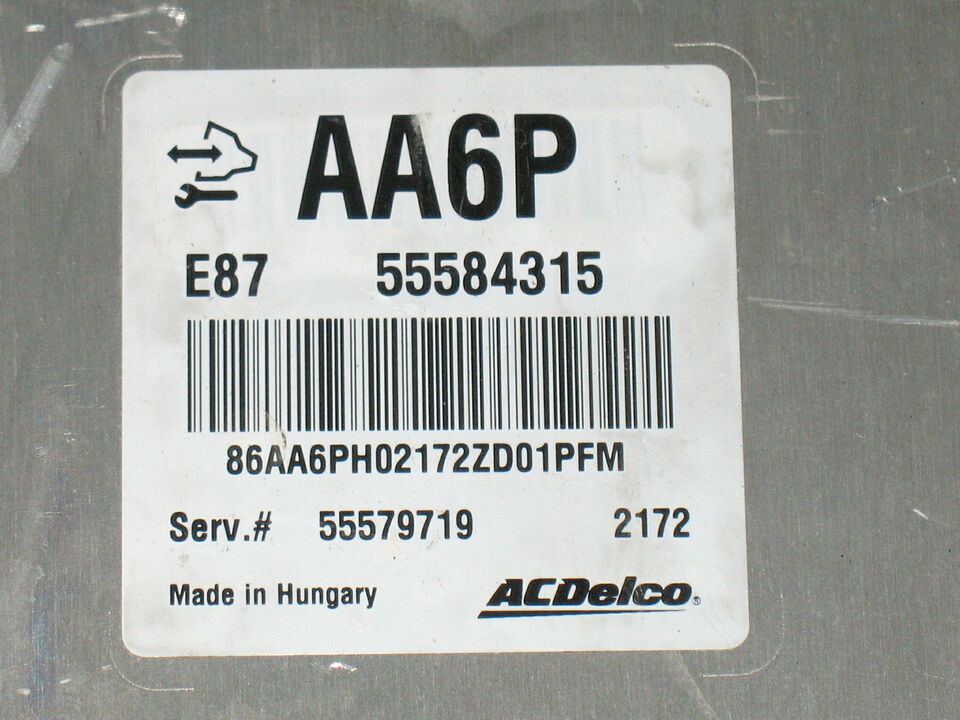 AA6P
E87 55584315
86AA6PH02172ZD01PFM
Serv.# 55579719 2172
Made in Hungary ACDelco®